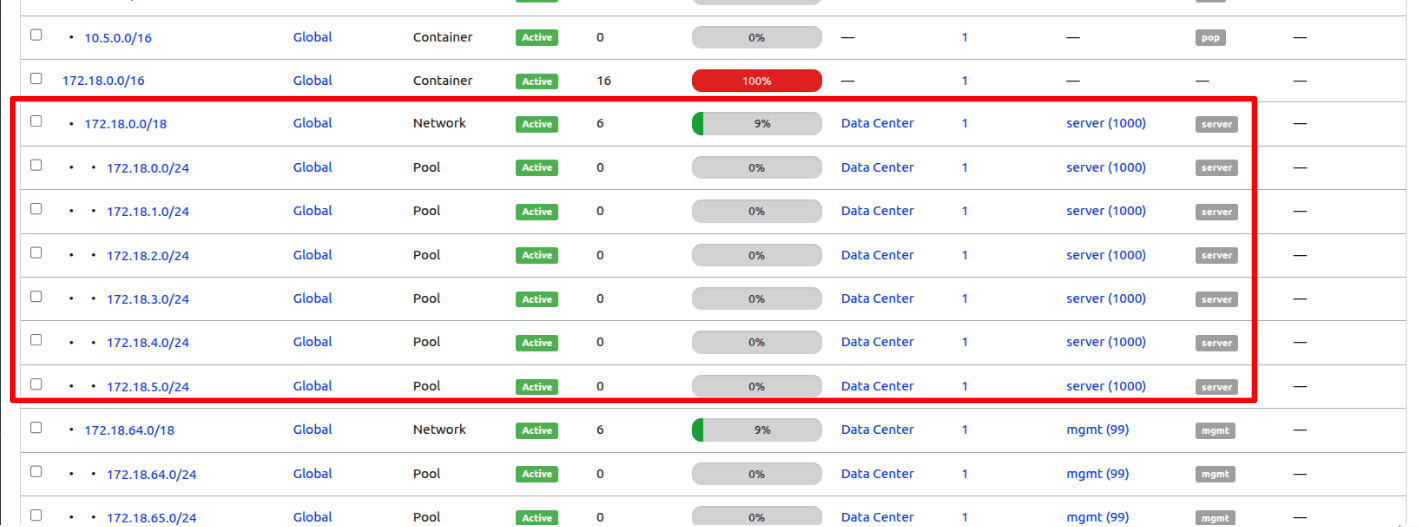 10.5.0.0/16 Global Container Active 0 0% — 1 — pop —
172.18.0.0/16 Global Container Active 16 100% — 1 — — —
172.18.0.0/18 Global Network Active 6 9% Data Center 1 server (1000) server —
172.18.0.0/24 Global Pool Active 0 0% Data Center 1 server (1000) server —
172.18.1.0/24 Global Pool Active 0 0% Data Center 1 server (1000) server —
172.18.2.0/24 Global Pool Active 0 0% Data Center 1 server (1000) server —
172.18.3.0/24 Global Pool Active 0 0% Data Center 1 server (1000) server —
172.18.4.0/24 Global Pool Active 0 0% Data Center 1 server (1000) server —
172.18.5.0/24 Global Pool Active 0 0% Data Center 1 server (1000) server —
172.18.64.0/18 Global Network Active 6 9% Data Center 1 mgmt (99) mgmt —
172.18.64.0/24 Global Pool Active 0 0% Data Center 1 mgmt (99) mgmt —
172.18.65.0/24 Global Pool Active 0 0% Data Center 1 mgmt (99) mgmt —